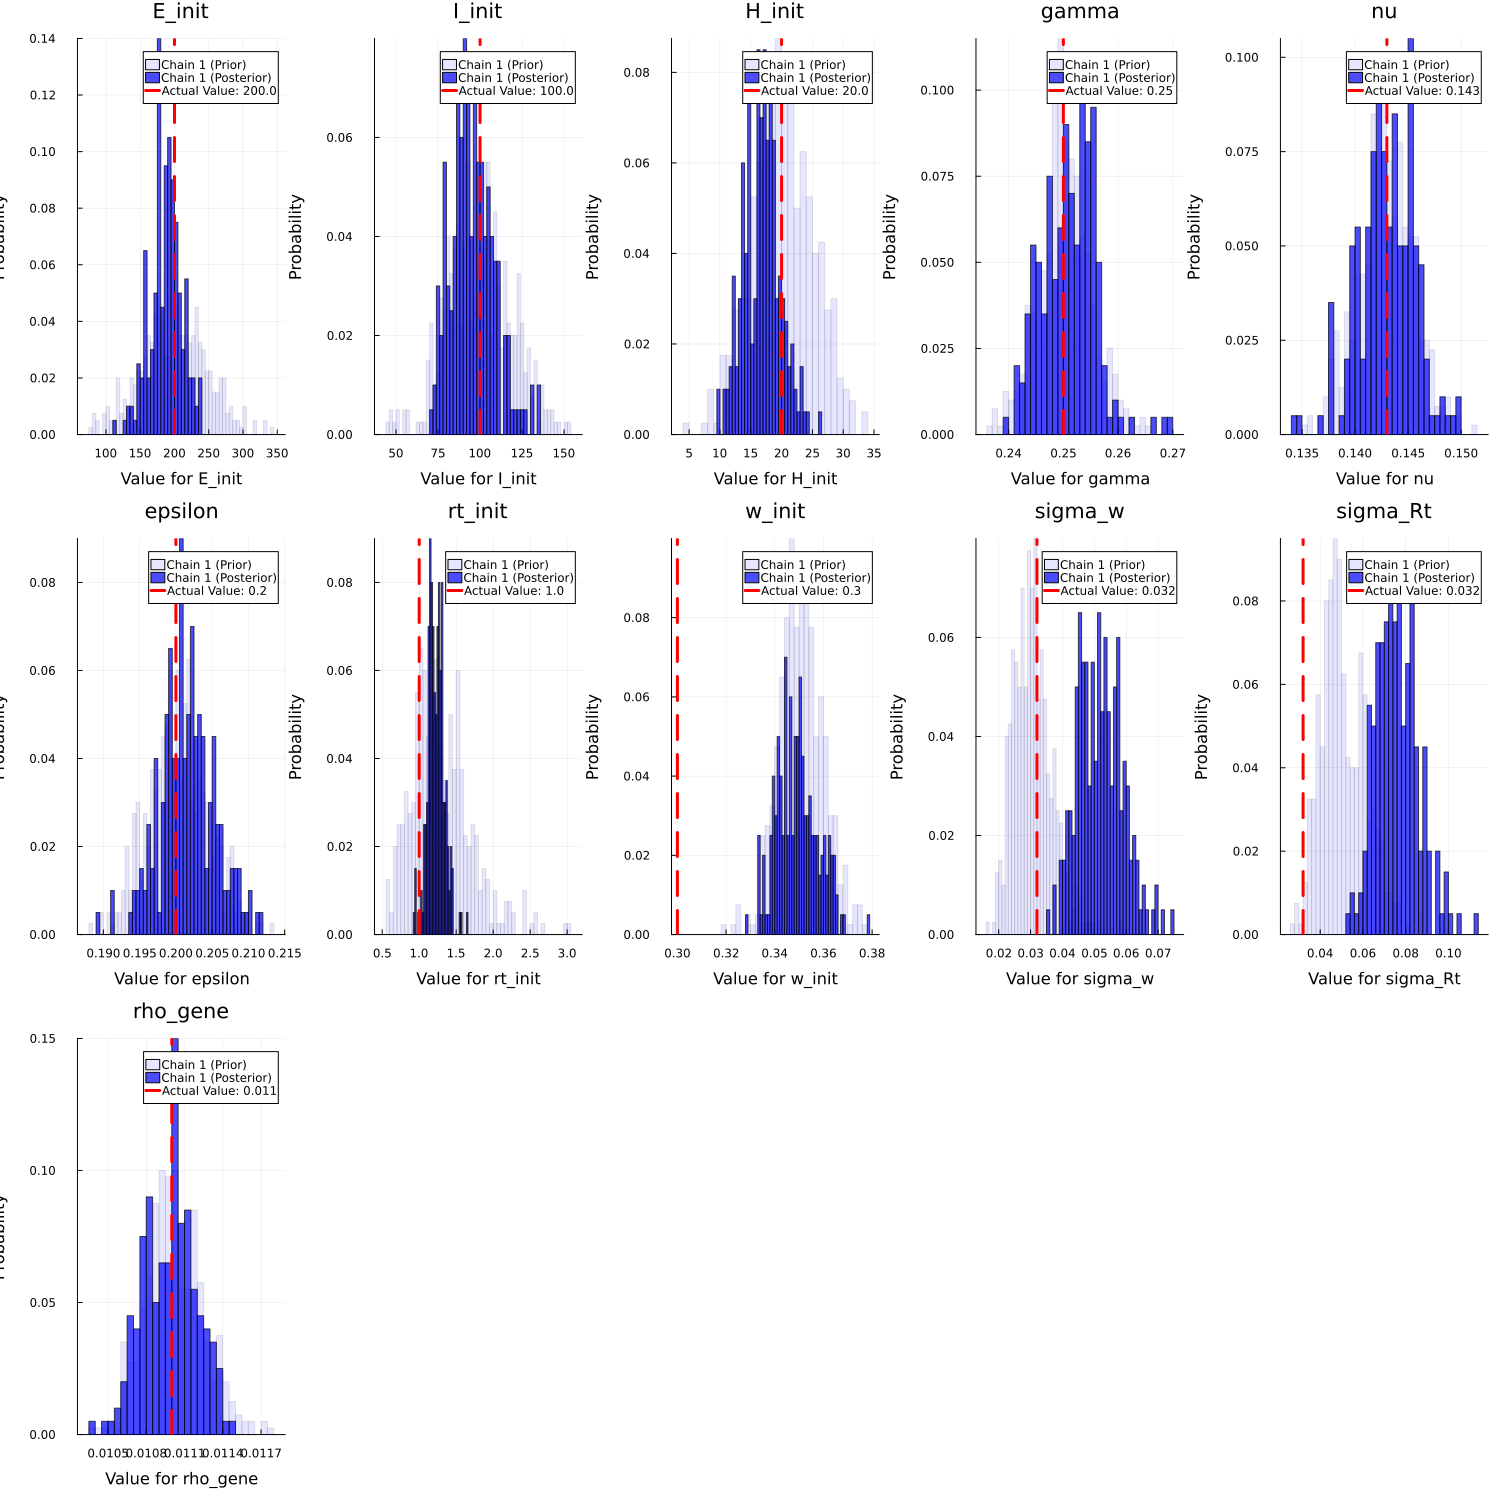 E_init
I_init
H_init
gamma
nu
Chain 1 (Prior)
Chain 1 (Posterior)
Actual Value: 200.0
Chain 1 (Prior)
Chain 1 (Posterior)
Actual Value: 100.0
Chain 1 (Prior)
Chain 1 (Posterior)
Actual Value: 20.0
Chain 1 (Prior)
Chain 1 (Posterior)
Actual Value: 0.25
Chain 1 (Prior)
Chain 1 (Posterior)
Actual Value: 0.143
0.14
0.12
0.10
0.08
0.06
0.04
0.02
0.00
Probability
0.06
0.04
0.02
0.00
Probability
0.08
0.06
0.04
0.02
0.00
Probability
0.100
0.075
0.050
0.025
0.000
Probability
0.100
0.075
0.050
0.025
0.000
Probability
100 150 200 250 300 350
50 75 100 125 150
5 10 15 20 25 30 35
0.24 0.25 0.26 0.27
0.135 0.140 0.145 0.150
Value for E_init
Value for I_init
Value for H_init
Value for gamma
Value for nu
epsilon
rt_init
w_init
sigma_w
sigma_Rt
Chain 1 (Prior)
Chain 1 (Posterior)
Actual Value: 0.2
Chain 1 (Prior)
Chain 1 (Posterior)
Actual Value: 1.0
Chain 1 (Prior)
Chain 1 (Posterior)
Actual Value: 0.3
Chain 1 (Prior)
Chain 1 (Posterior)
Actual Value: 0.032
Chain 1 (Prior)
Chain 1 (Posterior)
Actual Value: 0.032
0.08
0.06
0.04
0.02
0.00
Probability
0.08
0.06
0.04
0.02
0.00
Probability
0.08
0.06
0.04
0.02
0.00
Probability
0.06
0.04
0.02
0.00
Probability
0.08
0.06
0.04
0.02
0.00
Probability
0.190 0.195 0.200 0.205 0.210 0.215
0.5 1.0 1.5 2.0 2.5 3.0
0.30 0.32 0.34 0.36 0.38
0.02 0.03 0.04 0.05 0.06 0.07
0.04 0.06 0.08 0.10
Value for epsilon
Value for rt_init
Value for w_init
Value for sigma_w
Value for sigma_Rt
rho_gene
Chain 1 (Prior)
Chain 1 (Posterior)
Actual Value: 0.011
0.15
0.10
0.05
0.00
Probability
0.0105 0.0108 0.0111 0.0114 0.0117
Value for rho_gene